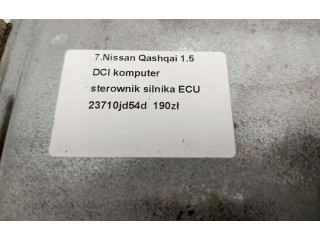 7.Nissan Qashqai 1.5
DCI komputer
sterownik silnika ECU
23710jd54d 190zł